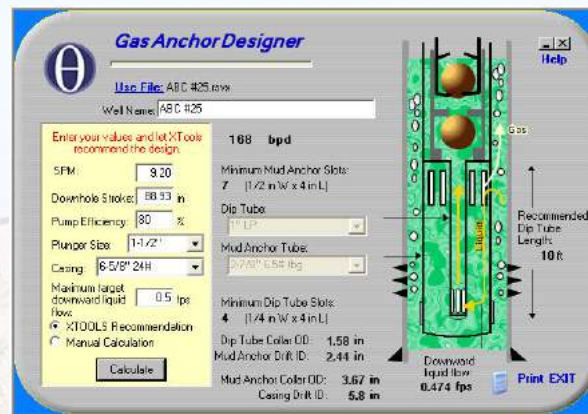 Gas Anchor Designer
Help
Use File: ABC #25.rsvx
Well Name: ABC #25
Enter your values and let XTools
recommend the design.
SPM: 9.20
Downhole Stroke: 88.93 in
Pump Efficiency: 80 %
Plunger Size: 1-1/2"
Casing: 6-5/8" 24#
Maximum target
downward liquid
flow: 0.5 fps
XTOOLS Recommendation
Manual Calculation
Calculate
168 bpd
Minimum Mud Anchor Slots:
7 (1/2 in W x 4 in L)
Dip Tube:
1" LP
Mud Anchor Tube:
2-7/8" 6.5# tbg
Minimum Dip Tube Slots:
4 (1/4 in W x 4 in L)
Dip Tube Collar OD: 1.58 in
Mud Anchor Drift ID: 2.44 in
Mud Anchor Collar OD: 3.67 in
Casing Drift ID: 5.8 in
Gas
Liquid
Recommended
Dip Tube
Length:
10 ft
Downward
liquid flow:
0.474 fps
Print EXIT